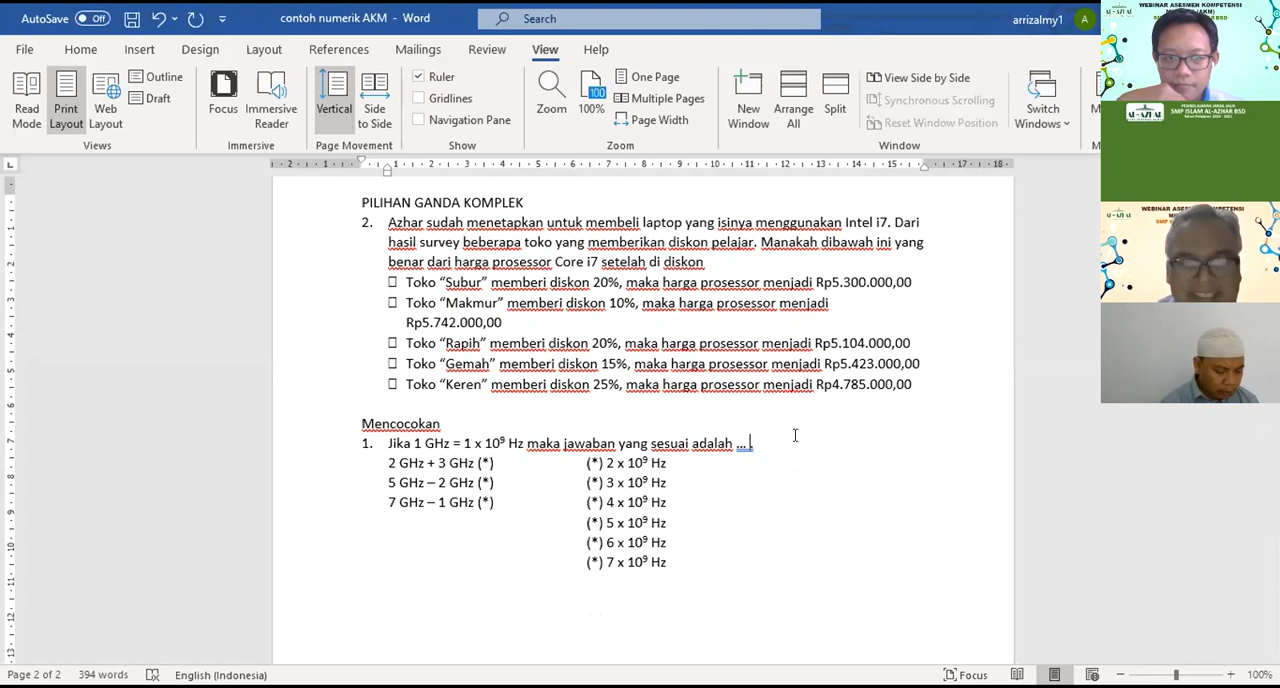 AutoSave Off contoh numerik AKM - Word Search arrizalmy1 A
File Home Insert Design Layout References Mailings Review View Help
Read Mode Print Layout Web Layout Outline Draft
Views
Focus Immersive Reader
Immersive
Vertical Side to Side
Page Movement
Ruler
Gridlines
Navigation Pane
Show
Zoom 100% One Page Multiple Pages Page Width
Zoom
New Window Arrange All Split View Side by Side Synchronous Scrolling Reset Window Position
Window
Switch Windows
PILIHAN GANDA KOMPLEK
2. Azhar sudah menetapkan untuk membeli laptop yang isinya menggunakan Intel i7. Dari
hasil survey beberapa toko yang memberikan diskon pelajar. Manakah dibawah ini yang
benar dari harga prosessor Core i7 setelah di diskon
□ Toko “Subur” memberi diskon 20%, maka harga prosessor menjadi Rp5.300.000,00
□ Toko “Makmur” memberi diskon 10%, maka harga prosessor menjadi
Rp5.742.000,00
□ Toko “Rapih” memberi diskon 20%, maka harga prosessor menjadi Rp5.104.000,00
□ Toko “Gemah” memberi diskon 15%, maka harga prosessor menjadi Rp5.423.000,00
□ Toko “Keren” memberi diskon 25%, maka harga prosessor menjadi Rp4.785.000,00
Mencocokan
1. Jika 1 GHz = 1 x 10⁹ Hz maka jawaban yang sesuai adalah ... .
2 GHz + 3 GHz (*) (*) 2 x 10⁹ Hz
5 GHz – 2 GHz (*) (*) 3 x 10⁹ Hz
7 GHz – 1 GHz (*) (*) 4 x 10⁹ Hz
(*) 5 x 10⁹ Hz
(*) 6 x 10⁹ Hz
(*) 7 x 10⁹ Hz
Page 2 of 2 394 words English (Indonesia) Focus 100%
WEBINAR ASESMEN KOMPETENSI
AL-AZHAR
SMP ISLAM AL-AZHAR BSD